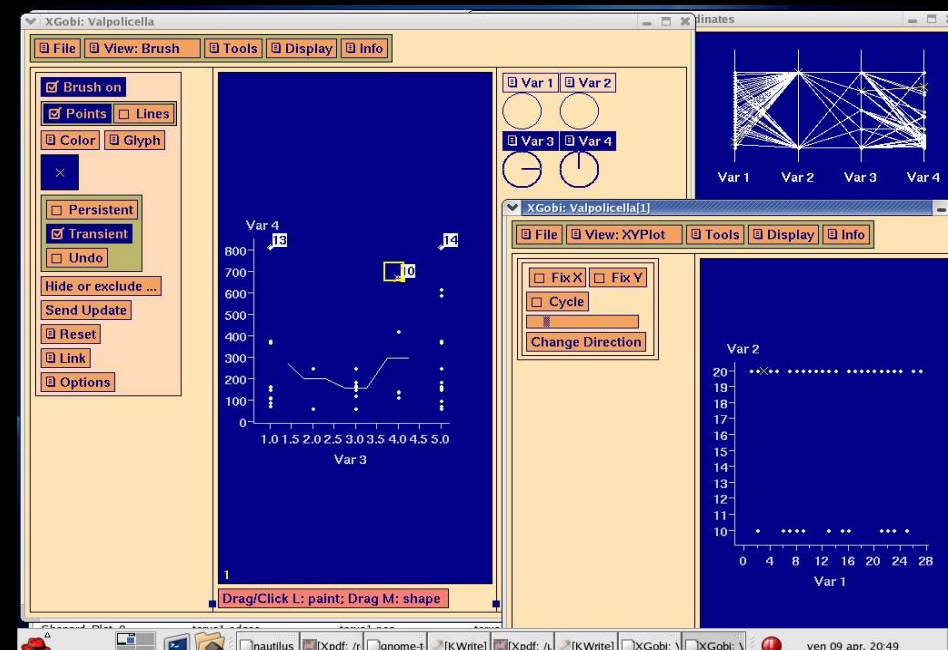 XGobi: Valpolicella
dinates
File View: Brush Tools Display Info
Brush on
Points Lines
Color Glyph
Persistent
Transient
Undo
Hide or exclude ...
Send Update
Reset
Link
Options
Var 4
13
14
10
800
700
600
500
400
300
200
100
0
1.0 1.5 2.0 2.5 3.0 3.5 4.0 4.5 5.0
Var 3
1
Drag/Click L: paint; Drag M: shape
Var 1 Var 2
Var 3 Var 4
Var 1 Var 2 Var 3 Var 4
XGobi: Valpolicella[1]
File View: XYPlot Tools Display Info
Fix X Fix Y
Cycle
Change Direction
Var 2
20
19
18
17
16
15
14
13
12
11
10
0 4 8 12 16 20 24 28
Var 1
nautilus [Xpdf: /r gnome-t [KWrite] [Xpdf: /u [KWrite] XGobi: V XGobi: V ven 09 apr, 20:49